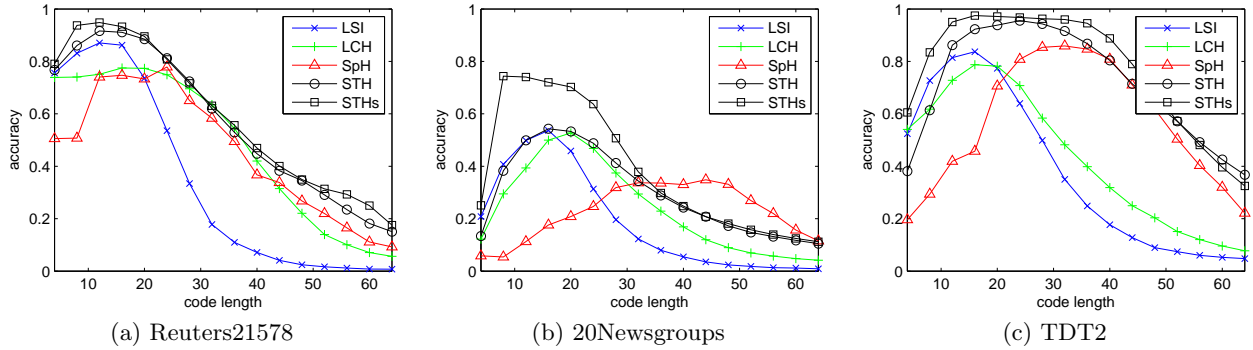 1
0.8
0.6
0.4
0.2
0
accuracy
10 20 30 40 50 60
code length
LSI
LCH
SpH
STH
STHs
(a) Reuters21578
1
0.8
0.6
0.4
0.2
0
accuracy
10 20 30 40 50 60
code length
LSI
LCH
SpH
STH
STHs
(b) 20Newsgroups
1
0.8
0.6
0.4
0.2
0
accuracy
10 20 30 40 50 60
code length
LSI
LCH
SpH
STH
STHs
(c) TDT2